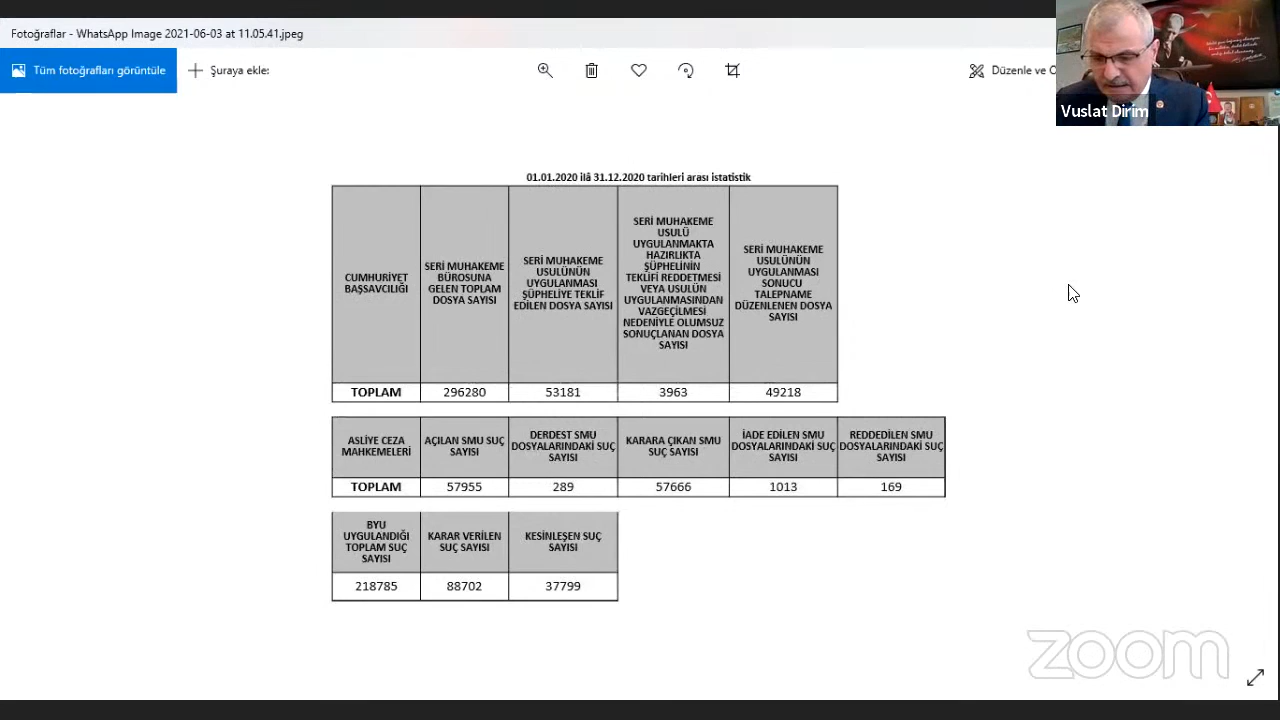 Fotoğraflar - WhatsApp Image 2021-06-03 at 11.05.41.jpeg
Tüm fotoğrafları görüntüle
Şuraya ekle:
Düzenle ve O
Vuslat Dirim
01.01.2020 ilâ 31.12.2020 tarihleri arası istatistik
CUMHURİYET
BAŞSAVCILIĞI
SERİ MUHAKEME
BÜROSUNA
GELEN TOPLAM
DOSYA SAYISI
SERİ MUHAKEME
USULÜNÜN
UYGULANMASI
ŞÜPHELİYE TEKLİF
EDİLEN DOSYA SAYISI
SERİ MUHAKEME
USULÜ
UYGULANMAKTA
HAZIRLIKTA
ŞÜPHELİNİN
TEKLİFİ REDDETMESİ
VEYA USULÜN
UYGULANMASINDAN
VAZGEÇİLMESİ
NEDENİYLE OLUMSUZ
SONUÇLANAN DOSYA
SAYISI
SERİ MUHAKEME
USULÜNÜN
UYGULANMASI
SONUCU
TALEPNAME
DÜZENLENEN DOSYA
SAYISI
TOPLAM 296280 53181 3963 49218
ASLİYE CEZA
MAHKEMELERİ
AÇILAN SMU SUÇ
SAYISI
DERDEST SMU
DOSYALARINDAKİ SUÇ
SAYISI
KARARA ÇIKAN SMU
SUÇ SAYISI
İADE EDİLEN SMU
DOSYALARINDAKİ SUÇ
SAYISI
REDDEDİLEN SMU
DOSYALARINDAKİ SUÇ
SAYISI
TOPLAM 57955 289 57666 1013 169
BYU
UYGULANDIĞI
TOPLAM SUÇ
SAYISI
KARAR VERİLEN
SUÇ SAYISI
KESİNLEŞEN SUÇ
SAYISI
218785 88702 37799
zoom